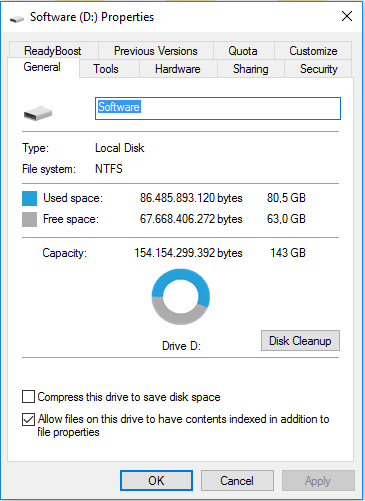 Software (D:) Properties
ReadyBoost Previous Versions Quota Customize
General Tools Hardware Sharing Security
Software
Type: Local Disk
File system: NTFS
Used space: 86.485.893.120 bytes 80,5 GB
Free space: 67.668.406.272 bytes 63,0 GB
Capacity: 154.154.299.392 bytes 143 GB
Drive D:
Disk Cleanup
Compress this drive to save disk space
Allow files on this drive to have contents indexed in addition to
file properties
OK Cancel Apply